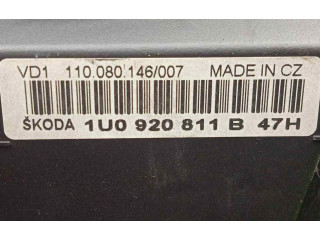 VD1 110.080.146/007 MADE IN CZ
ŠKODA 1U0 920 811 B 47H